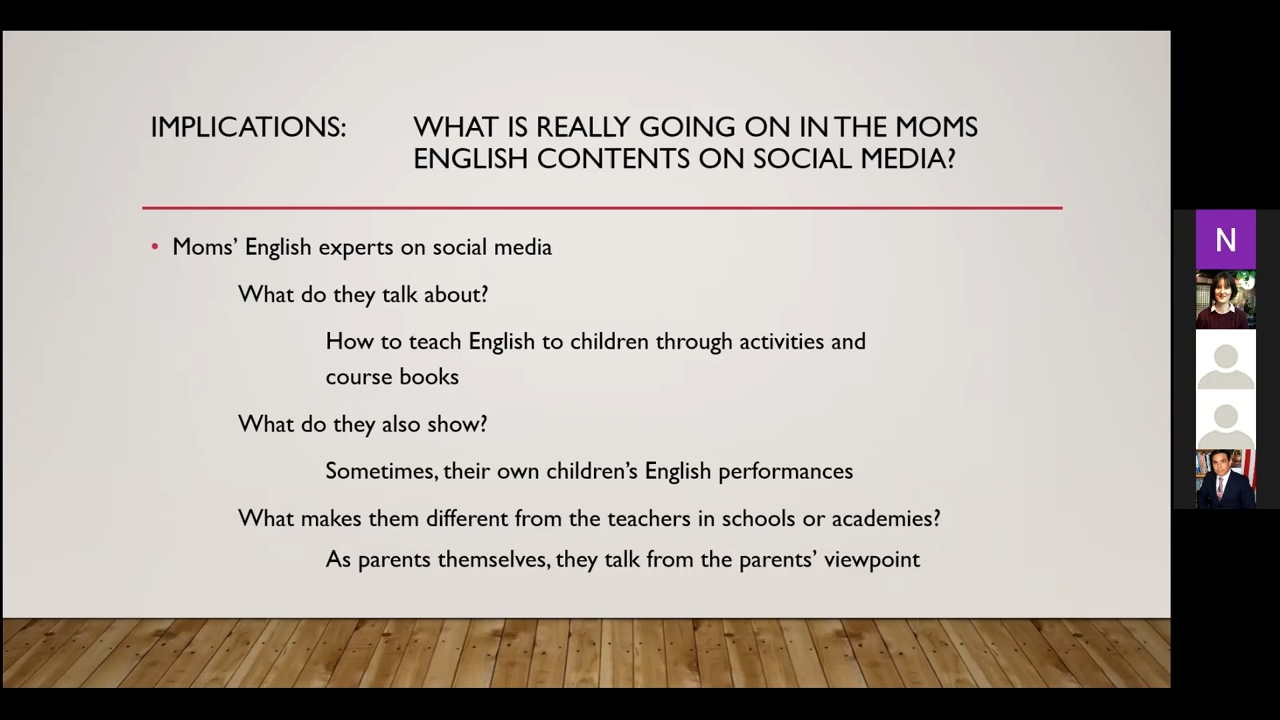 IMPLICATIONS: WHAT IS REALLY GOING ON IN THE MOMS
ENGLISH CONTENTS ON SOCIAL MEDIA?
• Moms’ English experts on social media
What do they talk about?
How to teach English to children through activities and
course books
What do they also show?
Sometimes, their own children’s English performances
What makes them different from the teachers in schools or academies?
As parents themselves, they talk from the parents’ viewpoint
N